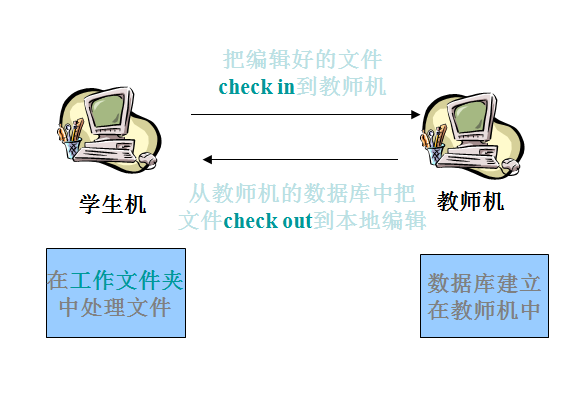 把编辑好的文件
check in到教师机
从教师机的数据库中把
文件check out到本地编辑
学生机
教师机
在工作文件夹
中处理文件
数据库建立
在教师机中